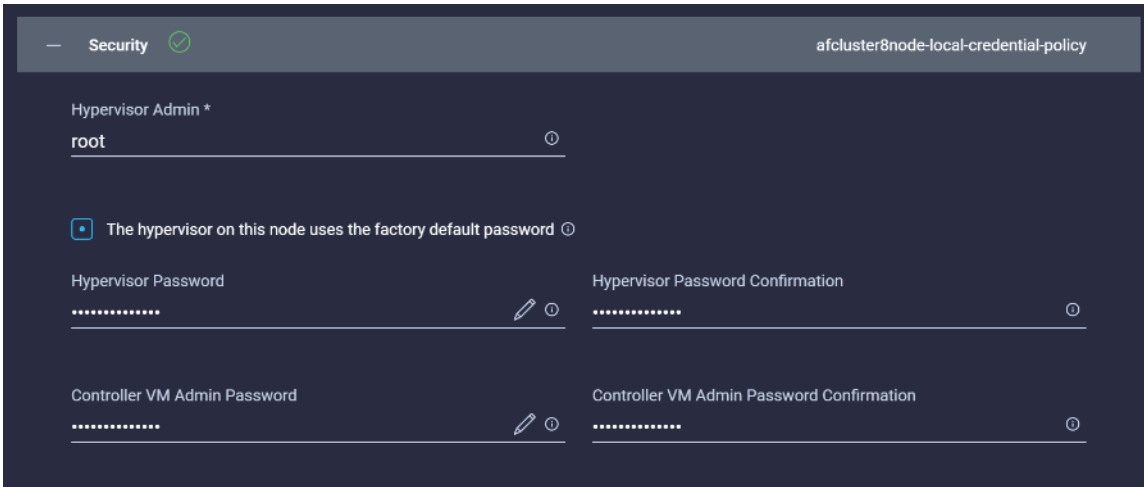 Security afcluster8node-local-credential-policy
Hypervisor Admin *
root
The hypervisor on this node uses the factory default password
Hypervisor Password Hypervisor Password Confirmation
•••••••••••••• ••••••••••••••
Controller VM Admin Password Controller VM Admin Password Confirmation
•••••••••••••• ••••••••••••••